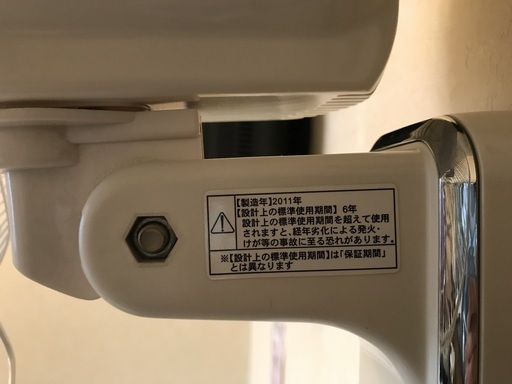 【製造年】2011年
【設計上の標準使用期間】 6年
設計上の標準使用期間を超えて使用
されますと、経年劣化による発火・
けが等の事故に至る恐れがあります。
※【設計上の標準使用期間】は「保証期間」
とは異なります